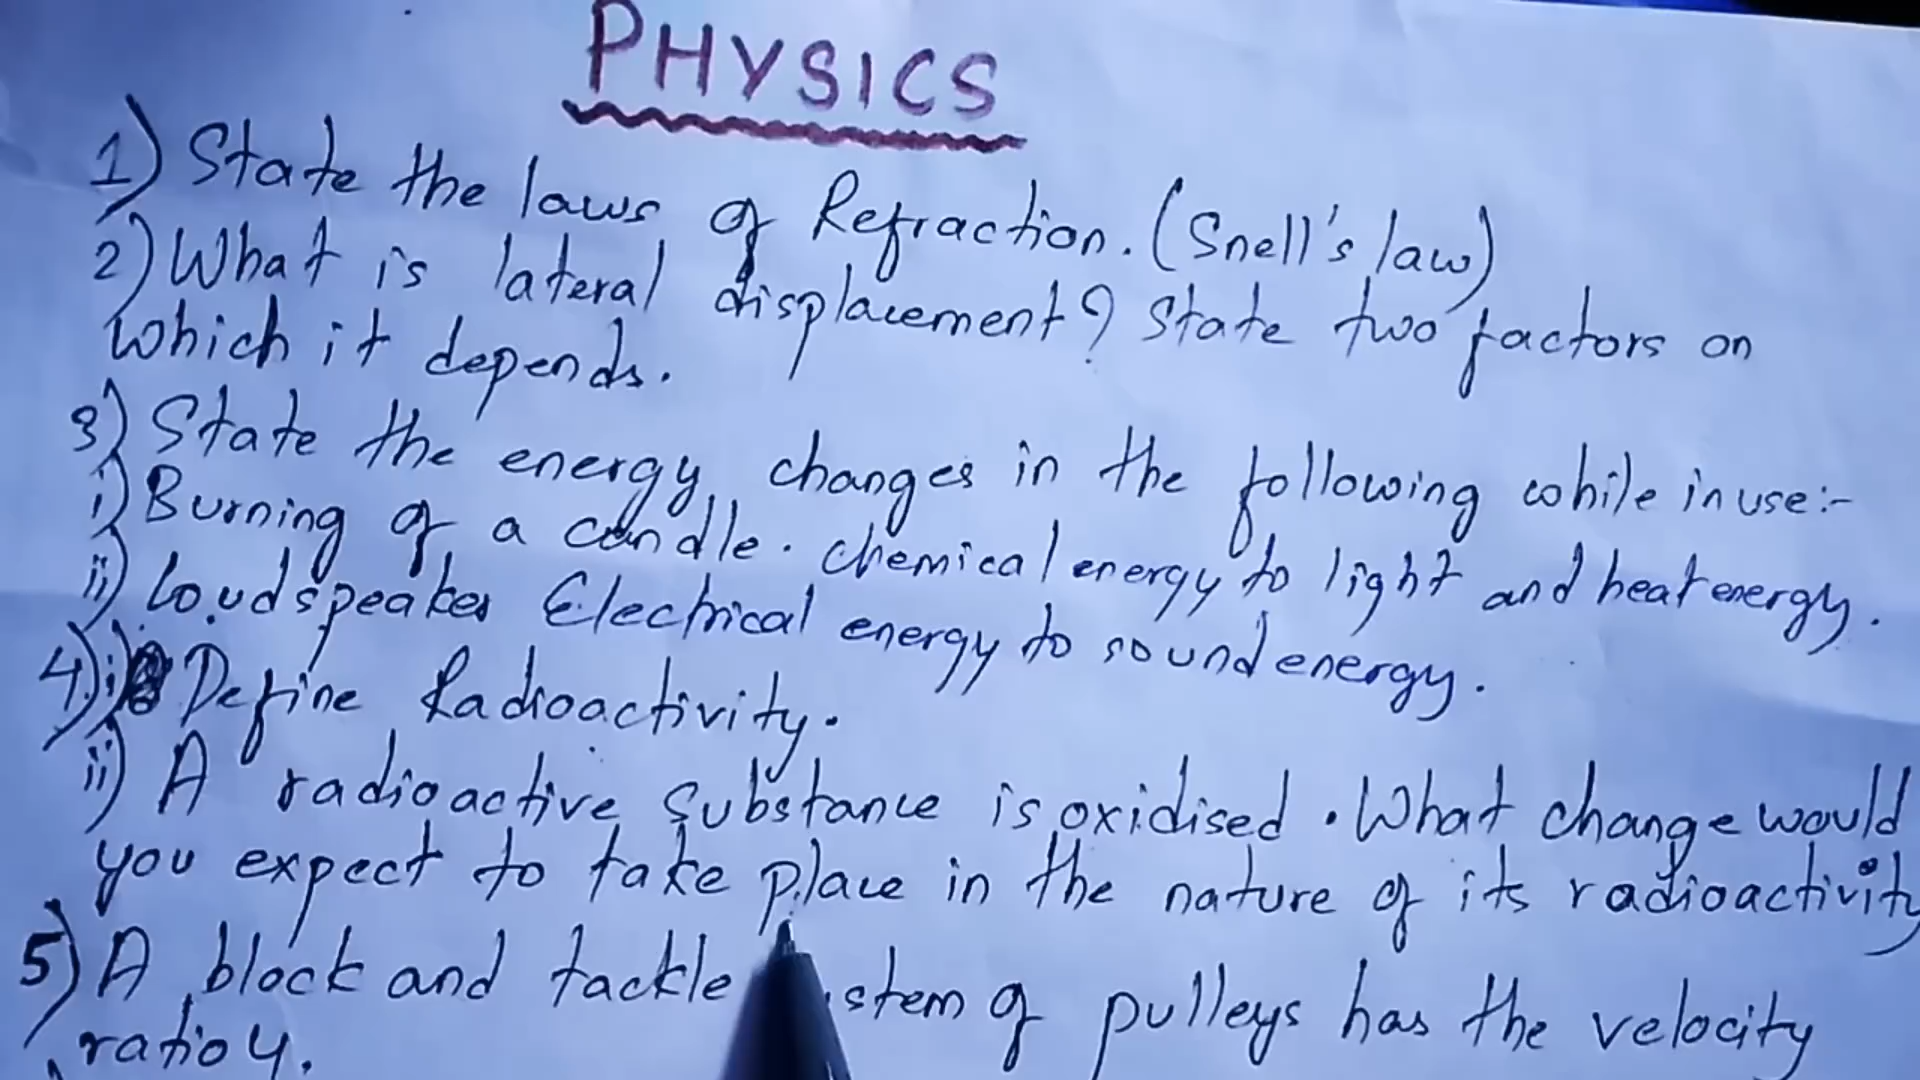 PHYSICS
1) State the laws of Refraction. (Snell's law)
2) What is lateral displacement? State two factors on
which it depends.
3) State the energy changes in the following while in use:-
i) Burning of a candle. chemical energy to light and heat energy.
ii) Loudspeaker Electrical energy to sound energy.
4) i) Define Radioactivity.
ii) A radioactive substance is oxidised. What change would
you expect to take place in the nature of its radioactivity
5) A block and tackle of pulleys has the velocity
ratio 4.